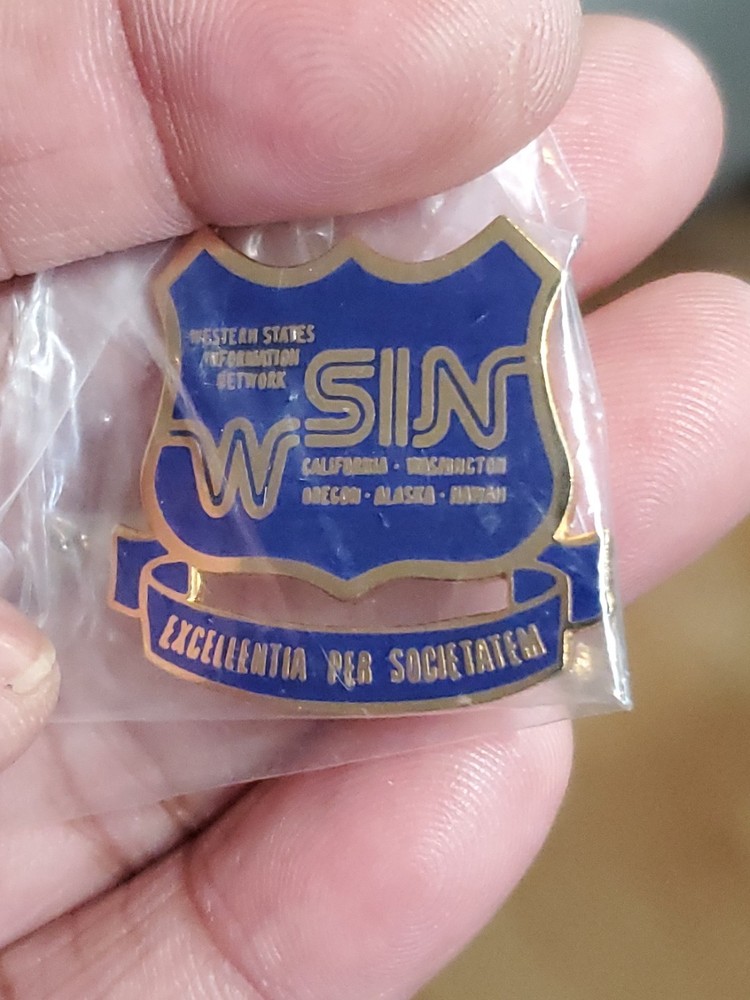 WESTERN STATES
INFORMATION
NETWORK
WSIN
CALIFORNIA · WASHINGTON
OREGON · ALASKA · HAWAII
EXCELLENTIA PER SOCIETATEM